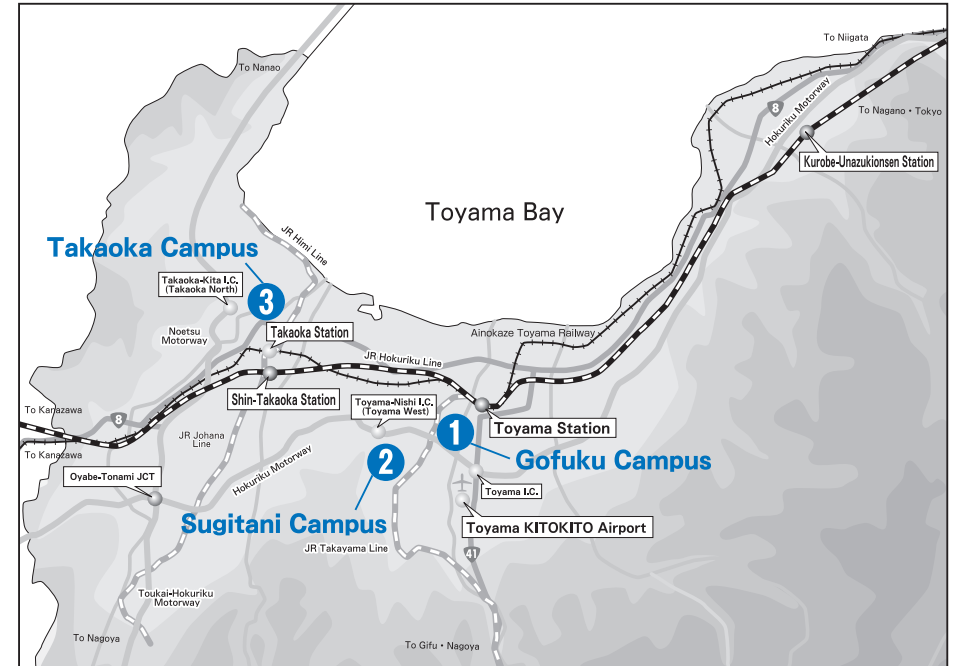 To Niigata
To Nanao
8
Hokuriku Motorway
To Nagano・Tokyo
Kurobe-Unazukionsen Station
Toyama Bay
JR Himi Line
Takaoka Campus
Takaoka-Kita I.C.
(Takaoka North)
3
Noetsu
Motorway
Takaoka Station
Ainokaze Toyama Railway
JR Hokuriku Line
Shin-Takaoka Station
Toyama-Nishi I.C.
(Toyama West)
To Kanazawa
8
Toyama Station
1
JR Johana
Line
To Kanazawa
Gofuku Campus
2
Hokuriku Motorway
Oyabe-Tonami JCT
Toyama I.C.
Sugitani Campus
Toyama KITOKITO Airport
JR Takayama Line
41
Toukai-Hokuriku
Motorway
To Nagoya
To Gifu・Nagoya